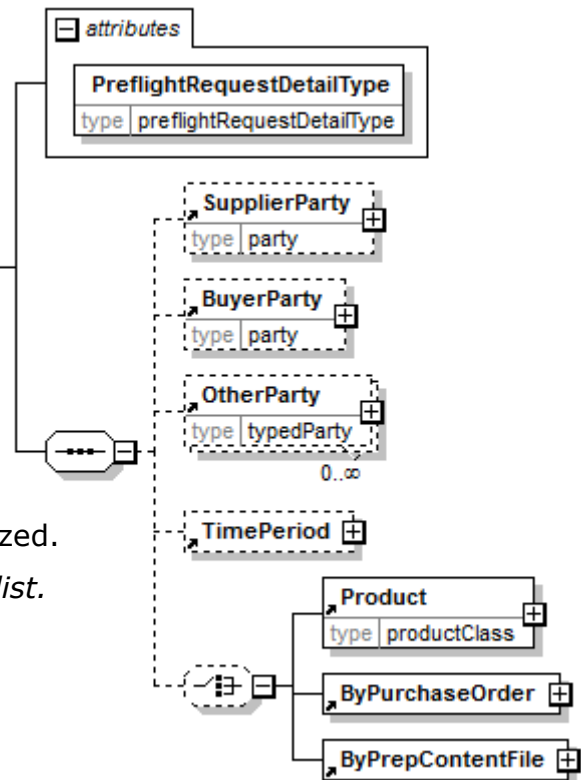 attributes
PreflightRequestDetailType
type preflightRequestDetailType
SupplierParty
type party
BuyerParty
type party
OtherParty
type typedParty
0..∞
zed.
TimePeriod
list.
Product
type productClass
ByPurchaseOrder
ByPrepContentFile